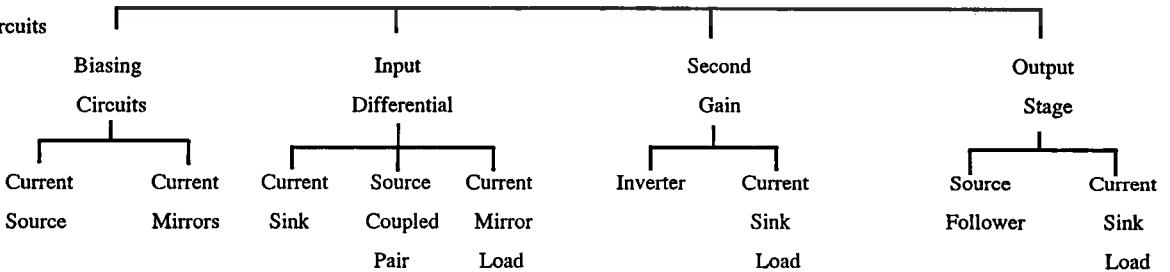 Biasing
Circuits
Input
Differential
Second
Gain
Output
Stage
Current
Source
Current
Mirrors
Current
Sink
Source
Coupled
Pair
Current
Mirror
Load
Inverter
Current
Sink
Load
Source
Follower
Current
Sink
Load